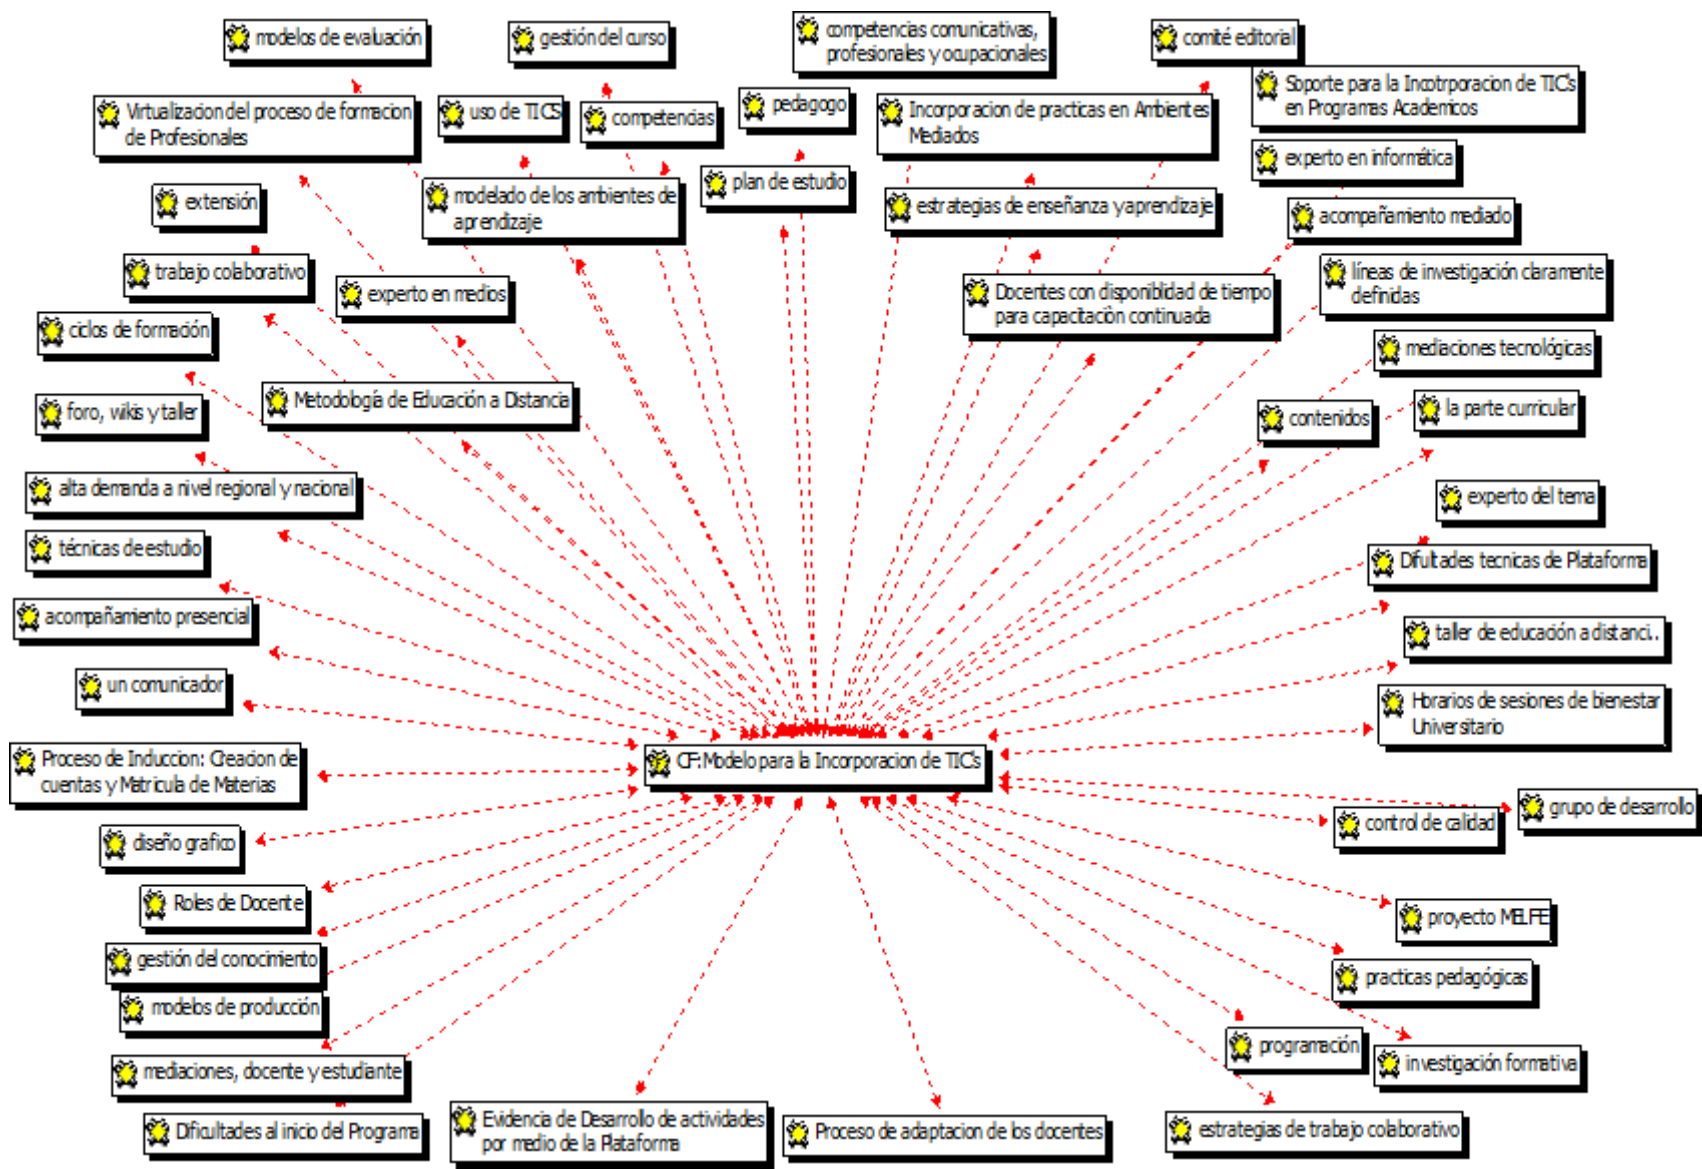 modelos de evaluación
gestión del curso
competencias comunicativas,
profesionales y ocupacionales
comité editorial
Virtualizacion del proceso de formacion
de Profesionales
uso de TICS
competencias
pedagogo
Incorporacion de practicas en Ambientes
Mediados
Soporte para la Incotrporacion de TICs
en Programas Academicos
experto en informática
extensión
modelado de los ambientes de
aprendizaje
plan de estudio
estrategias de enseñanza y aprendizaje
acompañamiento mediado
trabajo colaborativo
experto en medios
Docentes con disponiblidad de tiempo
para capacitaciòn continuada
líneas de investigación claramente
definidas
ciclos de formación
mediaciones tecnológicas
foro, wikis y taller
Metodología de Educación a Distancia
contenidos
la parte curricular
alta demanda a nivel regional y nacional
experto del tema
técnicas de estudio
Difultades tecnicas de Plataforma
acompañamiento presencial
taller de educación a distanci..
un comunicador
Horarios de sesiones de bienestar
Universitario
Proceso de Induccion: Creacion de
cuentas y Matricula de Materias
CF:Modelo para la Incorporacion de TICs
grupo de desarrollo
diseño grafico
control de calidad
Roles de Docente
proyecto MELFE
gestión del conocimiento
practicas pedagógicas
modelos de producción
programación
investigación formativa
mediaciones, docente y estudiante
Dificultades al inicio del Programa
Evidencia de Desarrollo de actividades
por medio de la Plataforma
Proceso de adaptacion de los docentes
estrategias de trabajo colaborativo